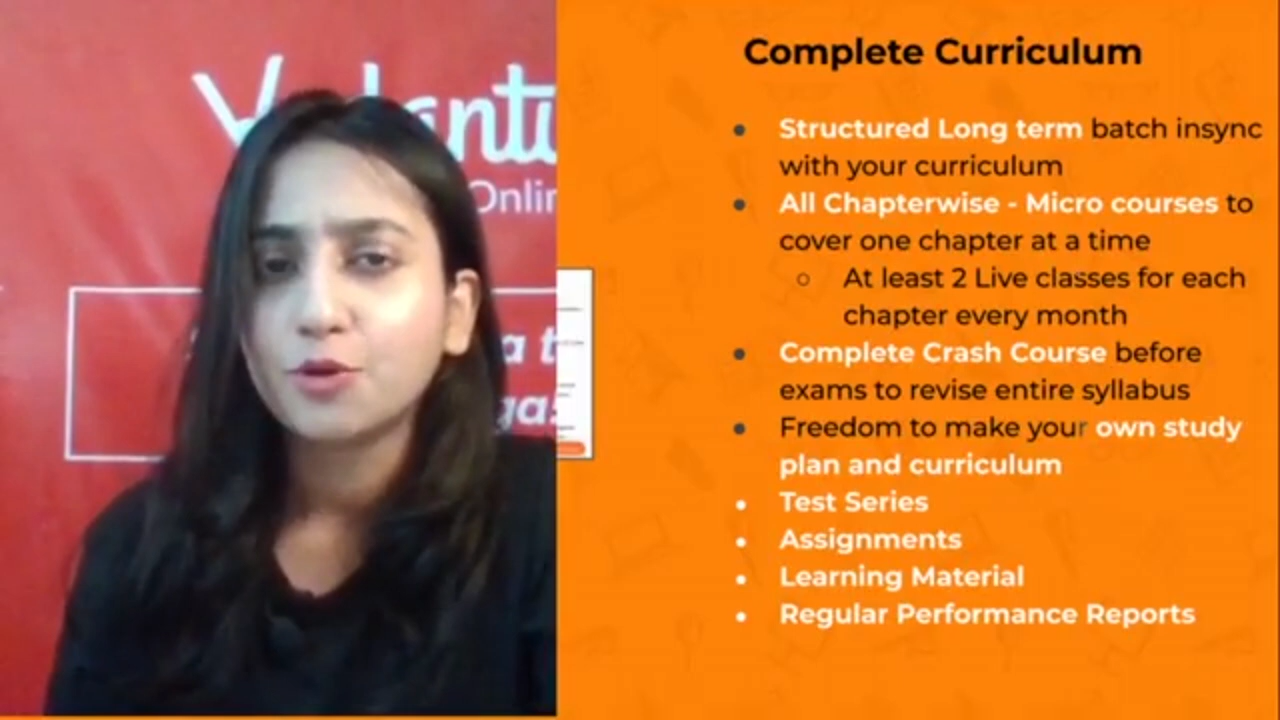 Complete Curriculum
Structured Long term batch insync
with your curriculum
All Chapterwise - Micro courses to
cover one chapter at a time
At least 2 Live classes for each
chapter every month
Complete Crash Course before
exams to revise entire syllabus
Freedom to make your own study
plan and curriculum
Test Series
Assignments
Learning Material
Regular Performance Reports